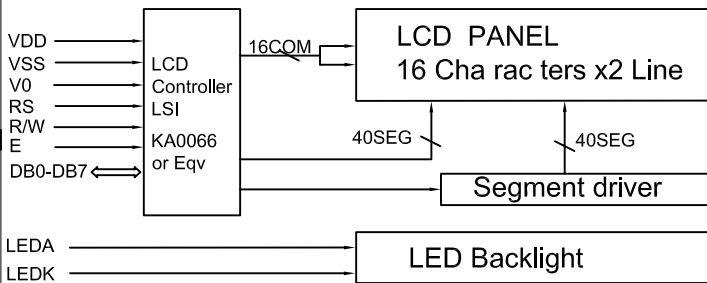 VDD
VSS
V0
RS
R/W
E
DB0-DB7
LCD
Controller
LSI
KA0066
or Eqv
16COM
LCD PANEL
16 Cha rac ters x2 Line
40SEG
40SEG
Segment driver
LEDA
LEDK
LED Backlight